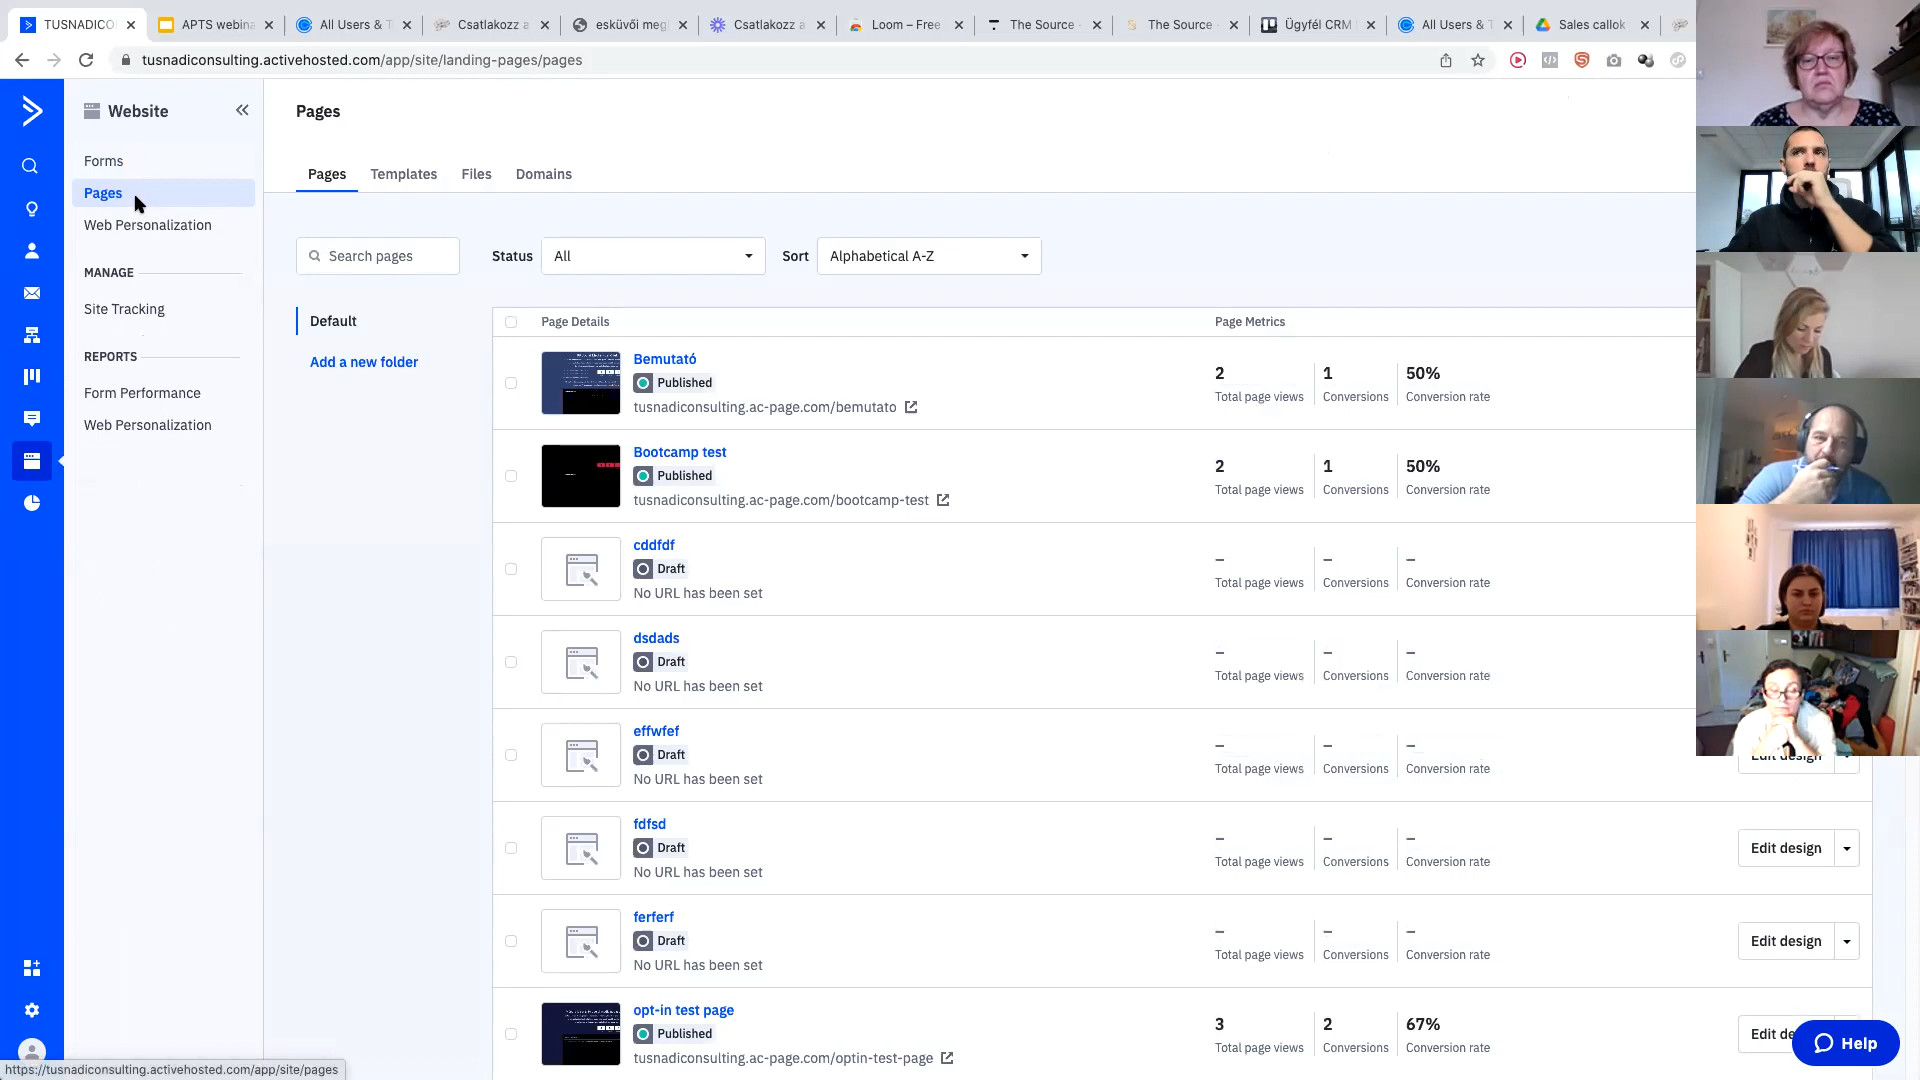 TUSNADICO
APTS webina
All Users & T
Csatlakozz a
esküvői meg
Csatlakozz a
Loom – Free
The Source
The Source
Ügyfél CRM
All Users & T
Sales callok
tusnadiconsulting.activehosted.com/app/site/landing-pages/pages
Website
Forms
Pages
Web Personalization
MANAGE
Site Tracking
REPORTS
Form Performance
Web Personalization
Pages
Pages
Templates
Files
Domains
Search pages
Status
All
Sort
Alphabetical A-Z
Default
Add a new folder
Page Details
Page Metrics
Bemutató
Published
tusnadiconsulting.ac-page.com/bemutato
2 1 50%
Total page views Conversions Conversion rate
Bootcamp test
Published
tusnadiconsulting.ac-page.com/bootcamp-test
2 1 50%
Total page views Conversions Conversion rate
cddfdf
Draft
No URL has been set
– – –
Total page views Conversions Conversion rate
dsdads
Draft
No URL has been set
– – –
Total page views Conversions Conversion rate
effwfef
Draft
No URL has been set
– – –
Total page views Conversions Conversion rate
Edit design
fdfsd
Draft
No URL has been set
– – –
Total page views Conversions Conversion rate
Edit design
ferferf
Draft
No URL has been set
– – –
Total page views Conversions Conversion rate
Edit design
opt-in test page
Published
tusnadiconsulting.ac-page.com/optin-test-page
3 2 67%
Total page views Conversions Conversion rate
Edit de
Help
https://tusnadiconsulting.activehosted.com/app/site/pages